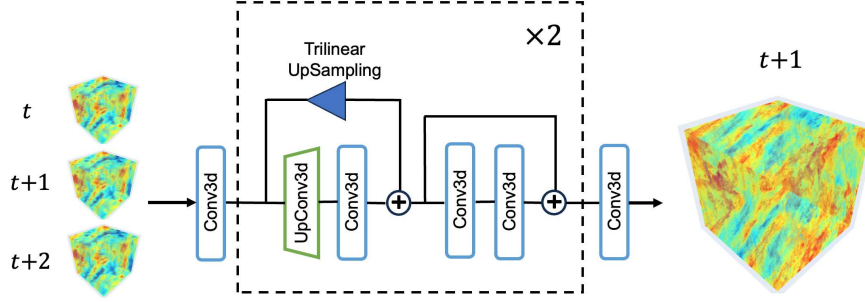 t
t+1
t+2
Conv3d
Trilinear
UpSampling
×2
UpConv3d
Conv3d
+
Conv3d
Conv3d
+
Conv3d
t+1